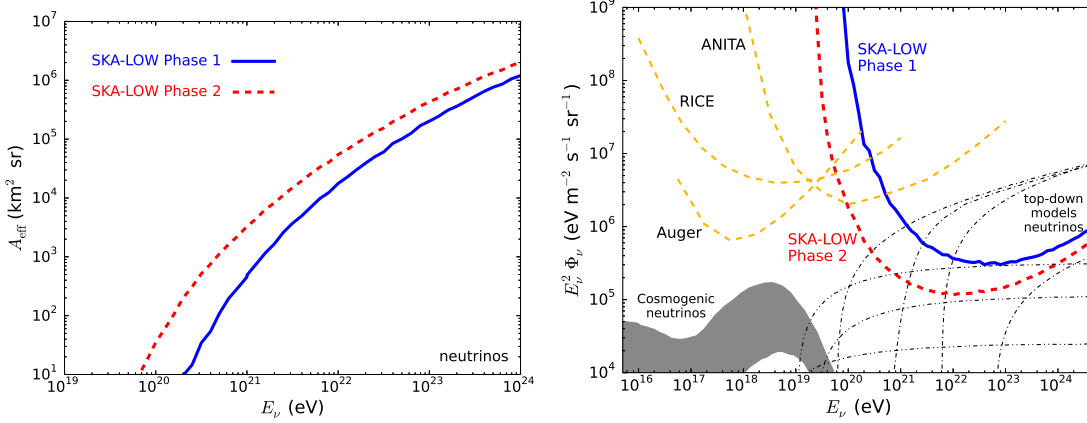 10^7
10^6
10^5
10^4
10^3
10^2
10^1
A_eff (km^2 sr)
SKA-LOW Phase 1
SKA-LOW Phase 2
neutrinos
10^19 10^20 10^21 10^22 10^23 10^24
E_ν (eV)
10^9
10^8
10^7
10^6
10^5
10^4
E_ν^2 Φ_ν (eV m^−2 s^−1 sr^−1)
ANITA
SKA-LOW
Phase 1
RICE
Auger
SKA-LOW
Phase 2
top-down
models
neutrinos
Cosmogenic
neutrinos
10^16 10^17 10^18 10^19 10^20 10^21 10^22 10^23 10^24
E_ν (eV)